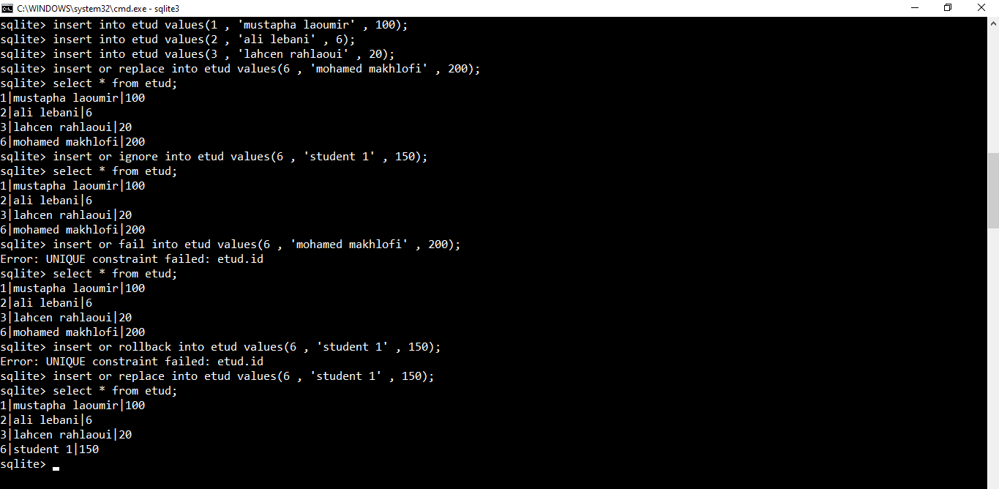 C:\WINDOWS\system32\cmd.exe - sqlite3
sqlite> insert into etud values(1 , 'mustapha laoumir' , 100);
sqlite> insert into etud values(2 , 'ali lebani' , 6);
sqlite> insert into etud values(3 , 'lahcen rahlaoui' , 20);
sqlite> insert or replace into etud values(6 , 'mohamed makhlofi' , 200);
sqlite> select * from etud;
1|mustapha laoumir|100
2|ali lebani|6
3|lahcen rahlaoui|20
6|mohamed makhlofi|200
sqlite> insert or ignore into etud values(6 , 'student 1' , 150);
sqlite> select * from etud;
1|mustapha laoumir|100
2|ali lebani|6
3|lahcen rahlaoui|20
6|mohamed makhlofi|200
sqlite> insert or fail into etud values(6 , 'mohamed makhlofi' , 200);
Error: UNIQUE constraint failed: etud.id
sqlite> select * from etud;
1|mustapha laoumir|100
2|ali lebani|6
3|lahcen rahlaoui|20
6|mohamed makhlofi|200
sqlite> insert or rollback into etud values(6 , 'student 1' , 150);
Error: UNIQUE constraint failed: etud.id
sqlite> insert or replace into etud values(6 , 'student 1' , 150);
sqlite> select * from etud;
1|mustapha laoumir|100
2|ali lebani|6
3|lahcen rahlaoui|20
6|student 1|150
sqlite>